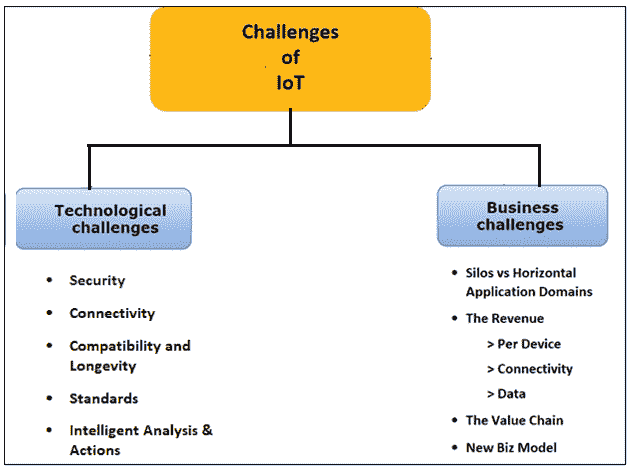 Challenges
of
IoT
Technological
challenges
• Security
• Connectivity
• Compatibility and
Longevity
• Standards
• Intelligent Analysis &
Actions
Business
challenges
• Silos vs Horizontal
Application Domains
• The Revenue
> Per Device
> Connectivity
> Data
• The Value Chain
• New Biz Model